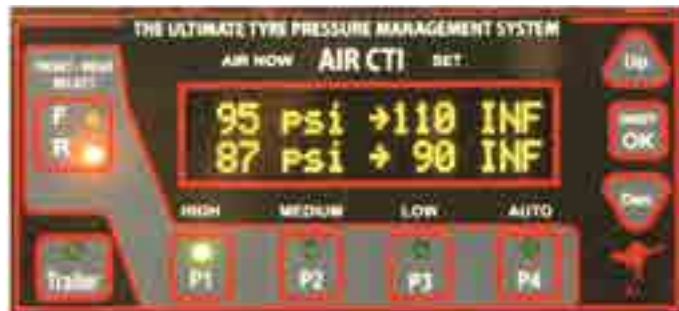 THE ULTIMATE TYRE PRESSURE MANAGEMENT SYSTEM
AIR NOW AIR CTI SET
F
R
95 psi →110 INF
87 psi → 90 INF
Up
OK
HIGH MEDIUM LOW AUTO
Trailer P1 P2 P3 P4